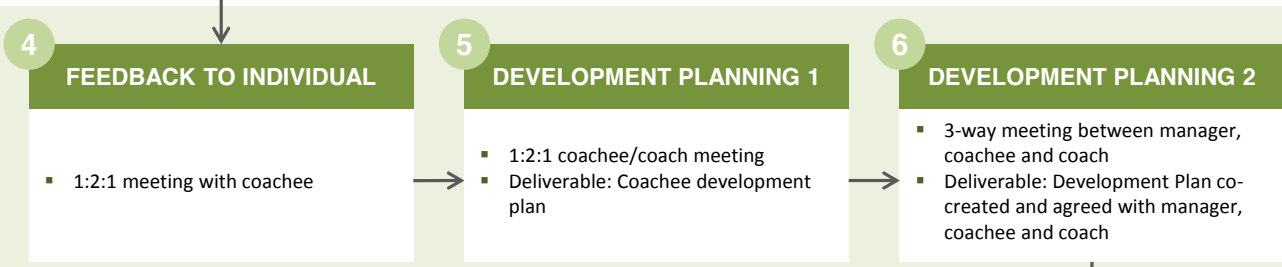 4
FEEDBACK TO INDIVIDUAL
▪ 1:2:1 meeting with coachee
5
DEVELOPMENT PLANNING 1
▪ 1:2:1 coachee/coach meeting
▪ Deliverable: Coachee development
plan
6
DEVELOPMENT PLANNING 2
▪ 3-way meeting between manager,
coachee and coach
▪ Deliverable: Development Plan co-
created and agreed with manager,
coachee and coach